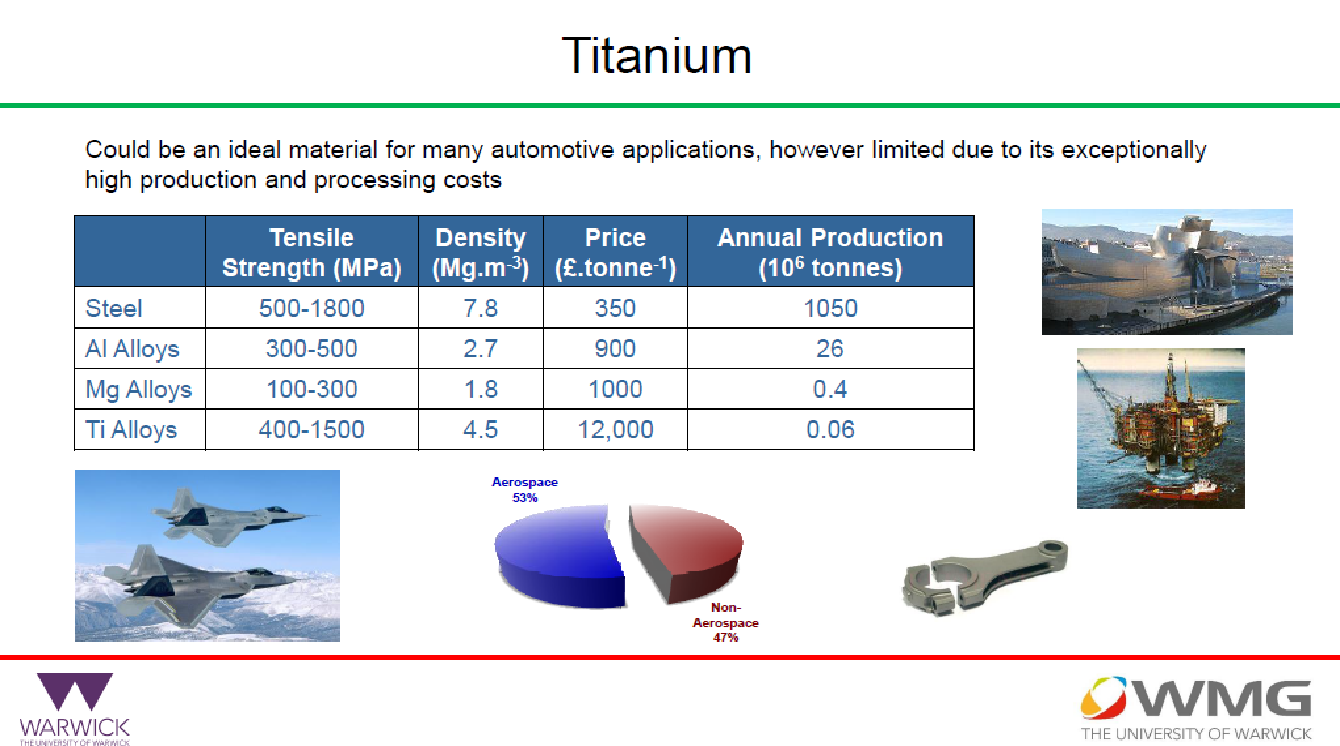 Titanium
Could be an ideal material for many automotive applications, however limited due to its exceptionally
high production and processing costs
Tensile Strength (MPa) Density (Mg.m-3) Price (£.tonne-1) Annual Production (10⁶ tonnes)
Steel 500-1800 7.8 350 1050
Al Alloys 300-500 2.7 900 26
Mg Alloys 100-300 1.8 1000 0.4
Ti Alloys 400-1500 4.5 12,000 0.06
Aerospace
53%
Non-
Aerospace
47%
WARWICK
THE UNIVERSITY OF WARWICK
WMG
THE UNIVERSITY OF WARWICK